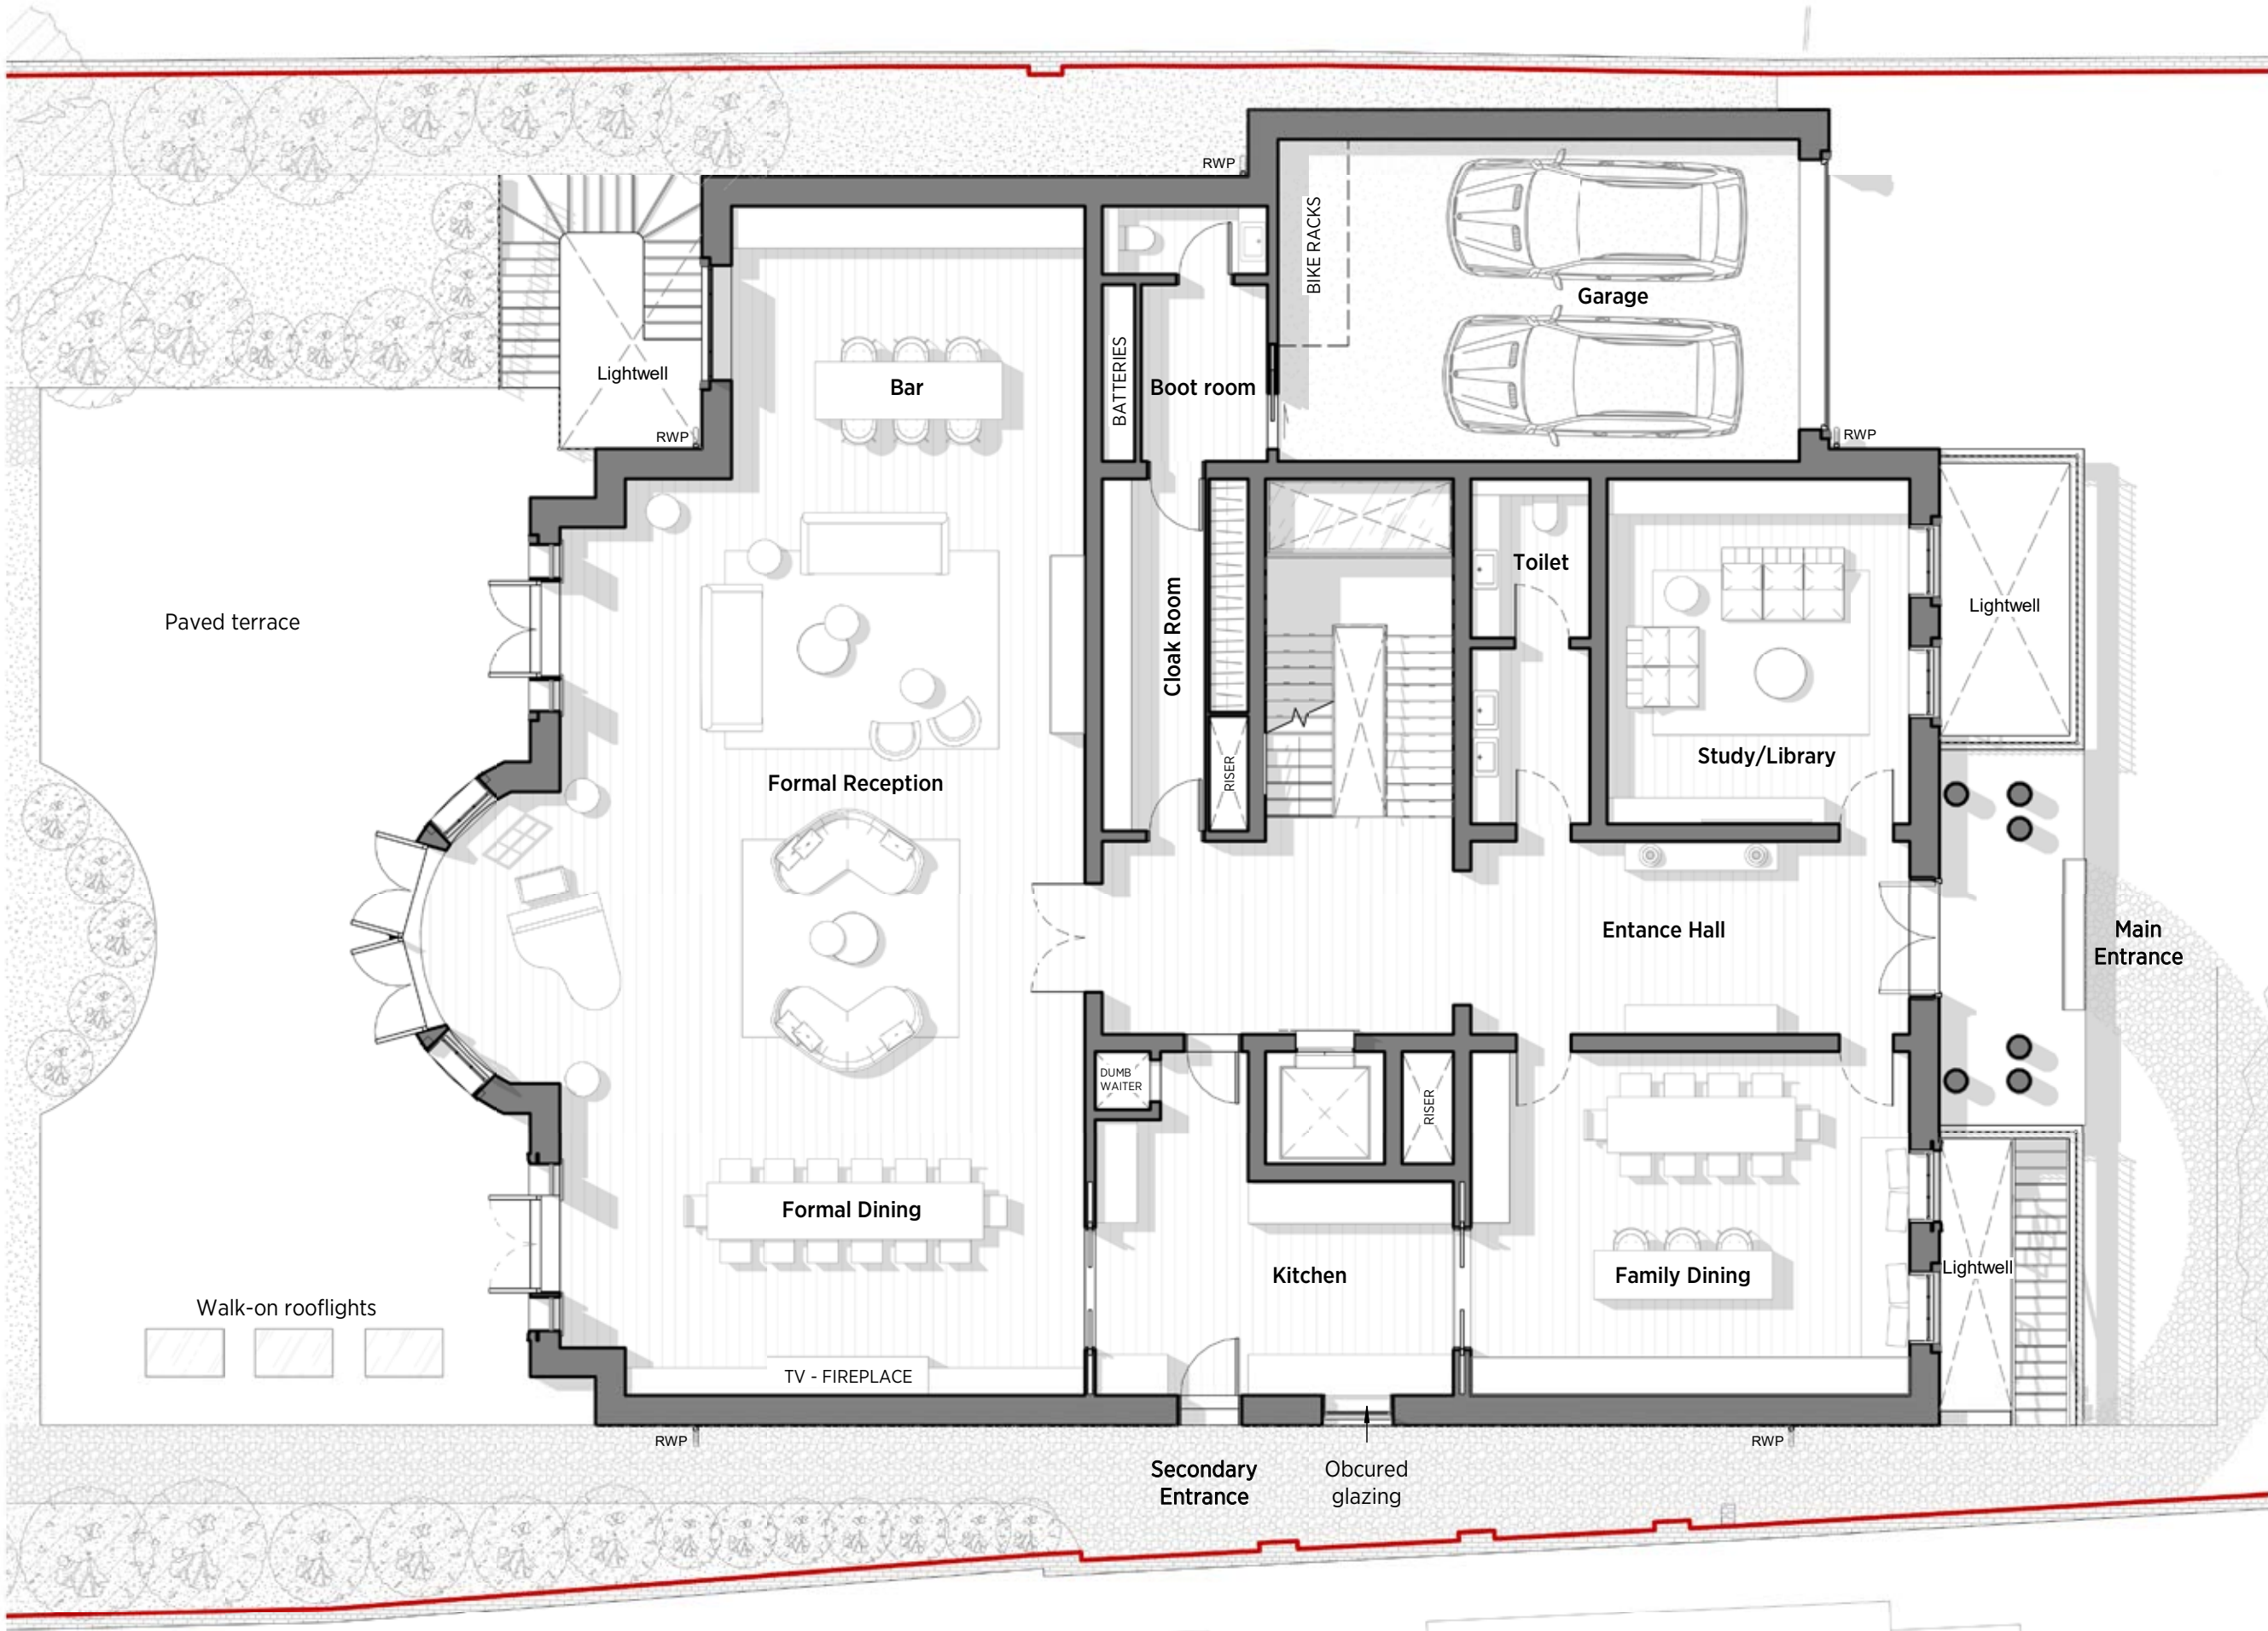 RWP
BIKE RACKS
Garage
Lightwell
Bar
BATTERIES
Boot room
RWP
RWP
Toilet
Lightwell
Paved terrace
Cloak Room
Study/Library
RISER
Formal Reception
Entance Hall
Main
Entrance
DUMB
WAITER
RISER
Formal Dining
Kitchen
Family Dining
Lightwell
Walk-on rooflights
TV - FIREPLACE
RWP
RWP
Secondary
Entrance
Obcured
glazing